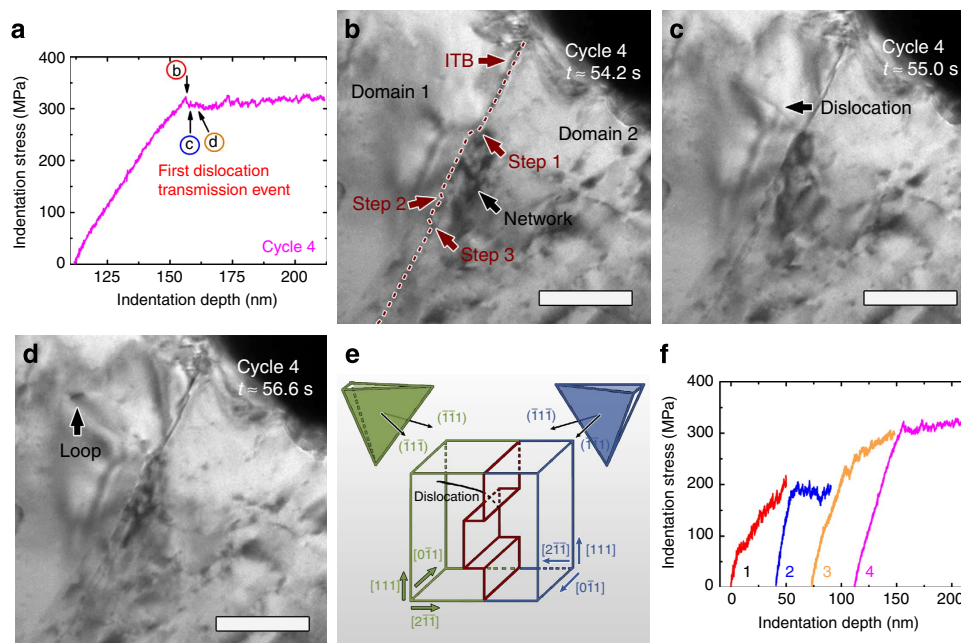 a
400
300
200
100
0
Indentation stress (MPa)
125
150
175
200
Indentation depth (nm)
b
c
d
First dislocation
transmission event
Cycle 4
b
ITB
Cycle 4
t ≈ 54.2 s
Domain 1
Domain 2
Step 1
Step 2
Network
Step 3
c
Cycle 4
t ≈ 55.0 s
Dislocation
d
Cycle 4
t ≈ 56.6 s
Loop
e
(1̄1̄1)
(1̄11̄)
(1̄11̄)
(1̄1̄1)
Dislocation
[01̄1]
[111]
[21̄1̄]
[21̄1̄]
[111]
[01̄1]
f
400
300
200
100
0
Indentation stress (MPa)
1
2
3
4
0
50
100
150
200
Indentation depth (nm)